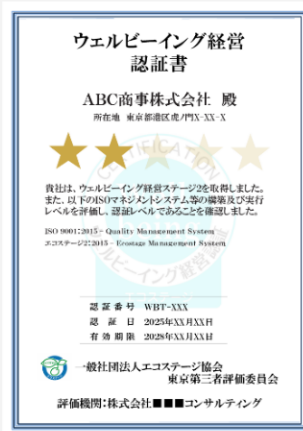 ウェルビーイング経営
認証書
ABC商事株式会社 殿
所在地 東京都港区虎ノ門X-XX-X
貴社は、ウェルビーイング経営ステージ2を取得しました。
また、以下のISOマネジメントシステム等の構築及び実行
レベルを評価し、認証レベルであることを確認しました。
ISO 9001:2015 - Quality Management System
エコステージ2:2015 - Ecostage Management System
認証番号 WBT-XXX
認証日 2025年XX月XX日
有効期限 2028年XX月XX日
一般社団法人エコステージ協会
東京第三者評価委員会
評価機関:株式会社■■■コンサルティング
CERTIFICATION